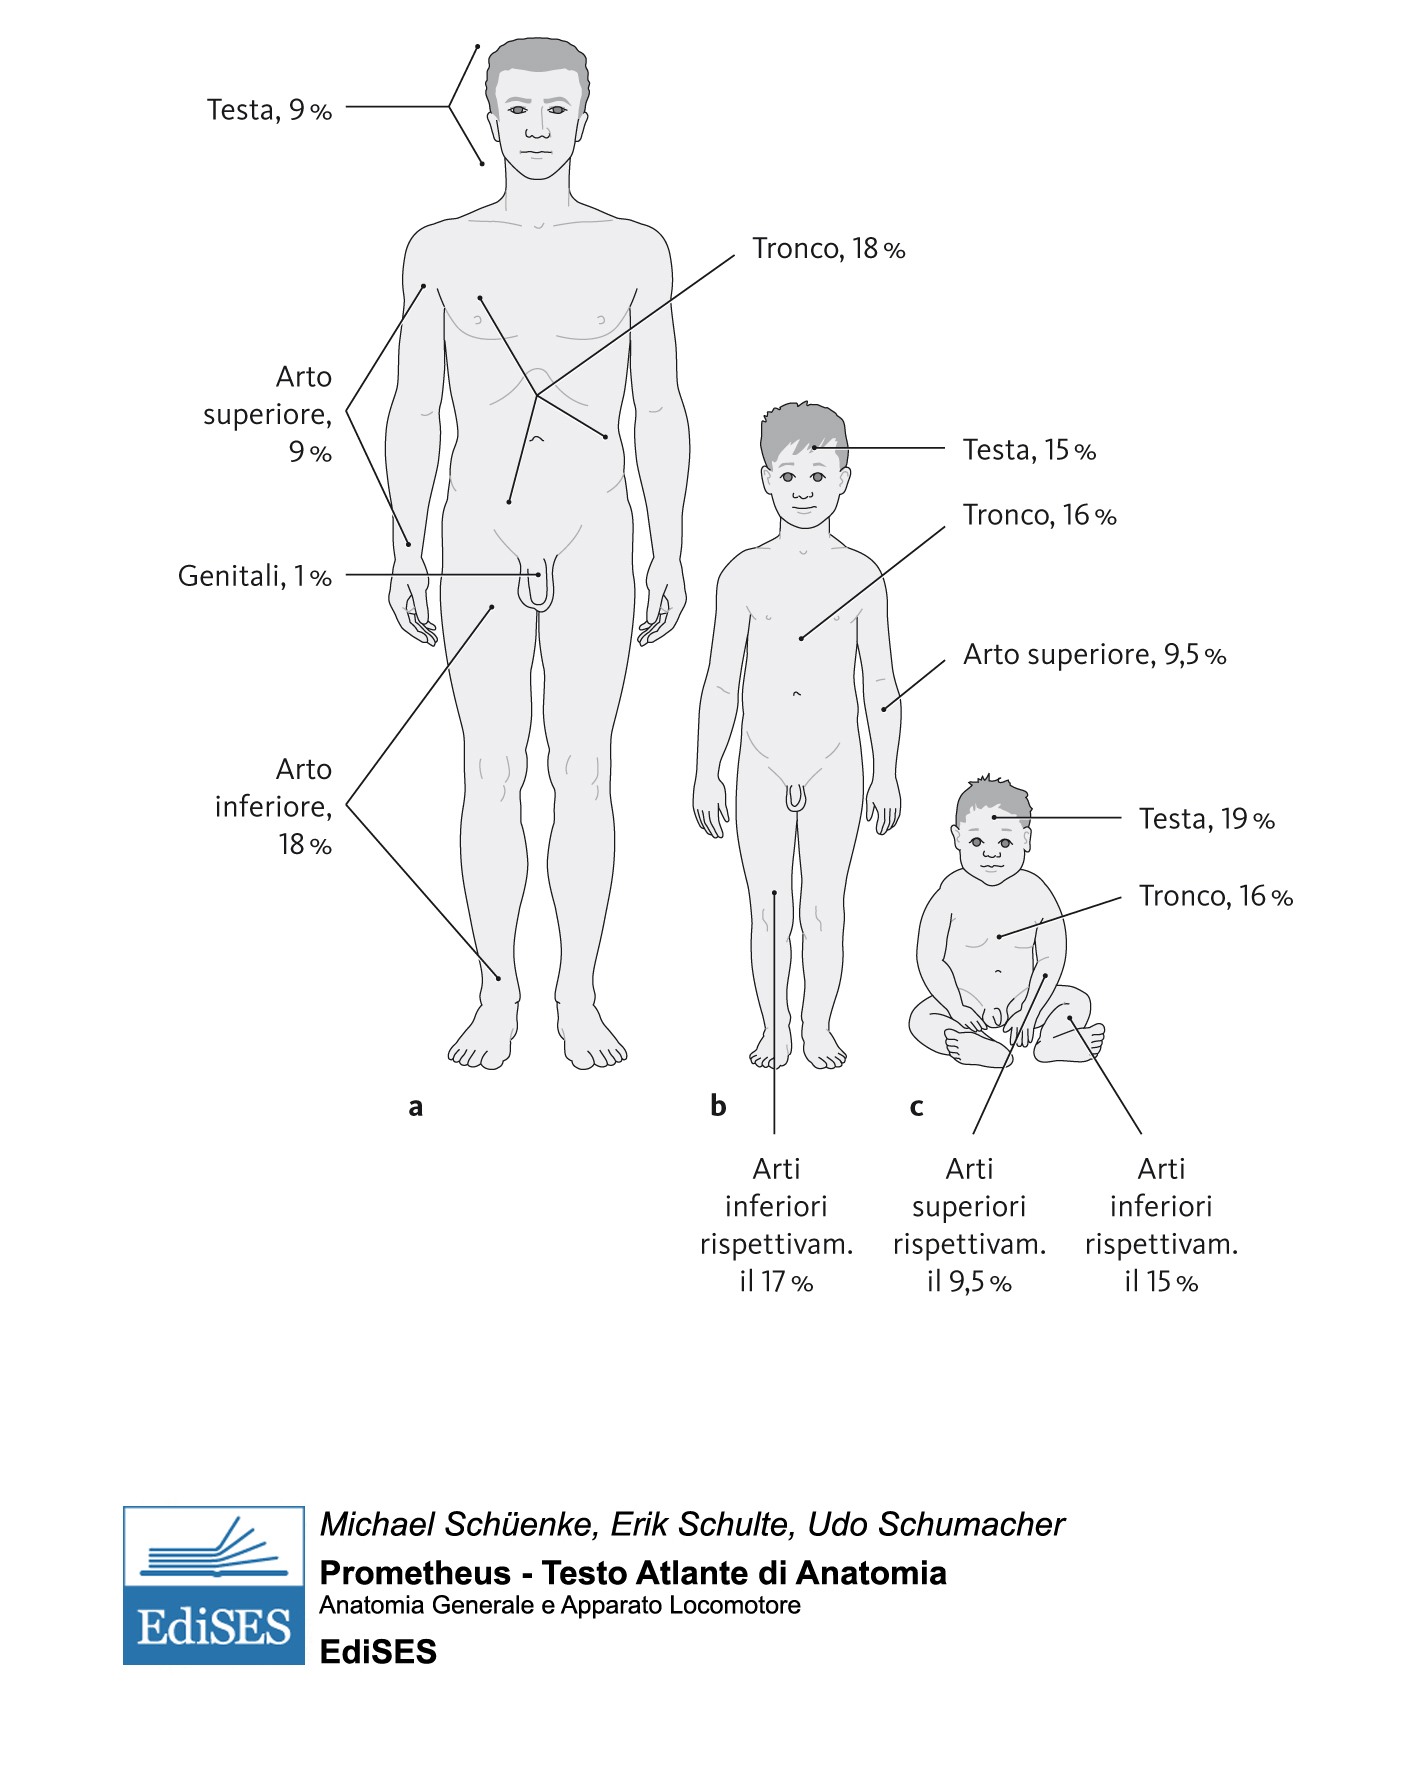 Testa, 9 %
Tronco, 18 %
Arto
superiore,
9 %
Genitali, 1 %
Arto
inferiore,
18 %
a
Testa, 15 %
Tronco, 16 %
Arto superiore, 9,5 %
b
Arti
inferiori
rispettivam.
il 17 %
Testa, 19 %
Tronco, 16 %
c
Arti
superiori
rispettivam.
il 9,5 %
Arti
inferiori
rispettivam.
il 15 %
EdiSES
Michael Schüenke, Erik Schulte, Udo Schumacher
Prometheus - Testo Atlante di Anatomia
Anatomia Generale e Apparato Locomotore
EdiSES